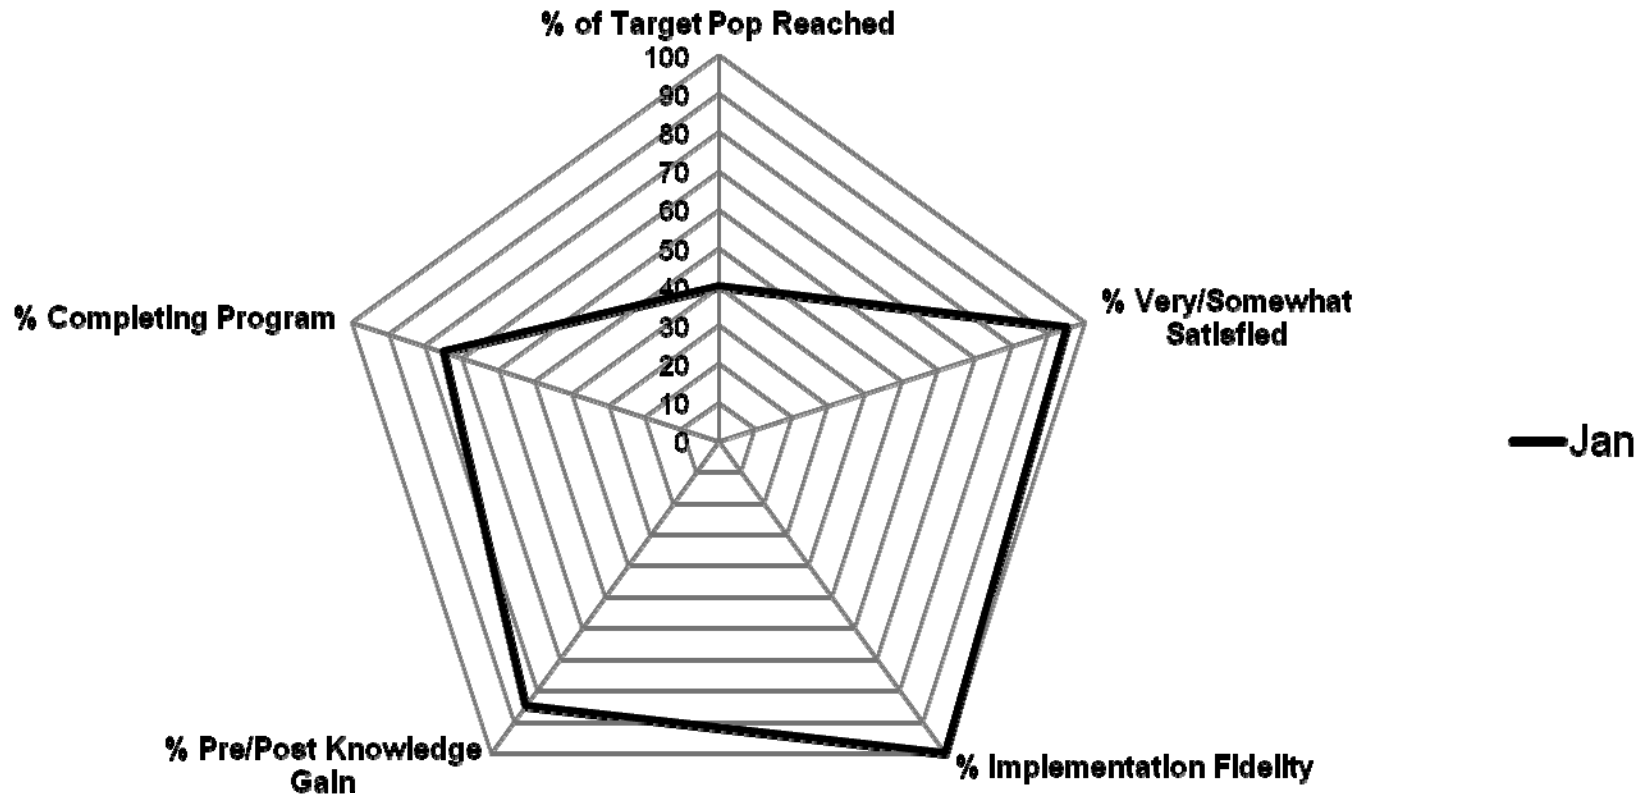 % of Target Pop Reached
100
90
80
70
60
50
40
30
20
10
0
% Very/Somewhat
Satisfied
% Completing Program
Jan
% Pre/Post Knowledge
Gain
% Implementation Fidelity